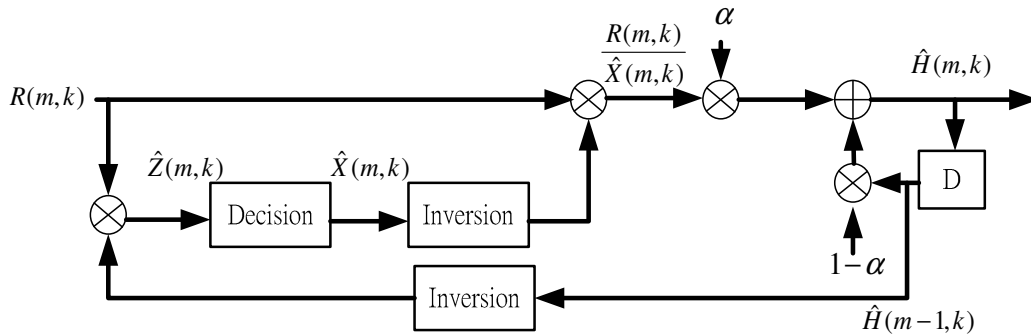 α
R(m,k)
X̂(m,k)
Ĥ(m,k)
R(m,k)
Ẑ(m,k)
X̂(m,k)
D
Decision
Inversion
1−α
Inversion
Ĥ(m−1,k)